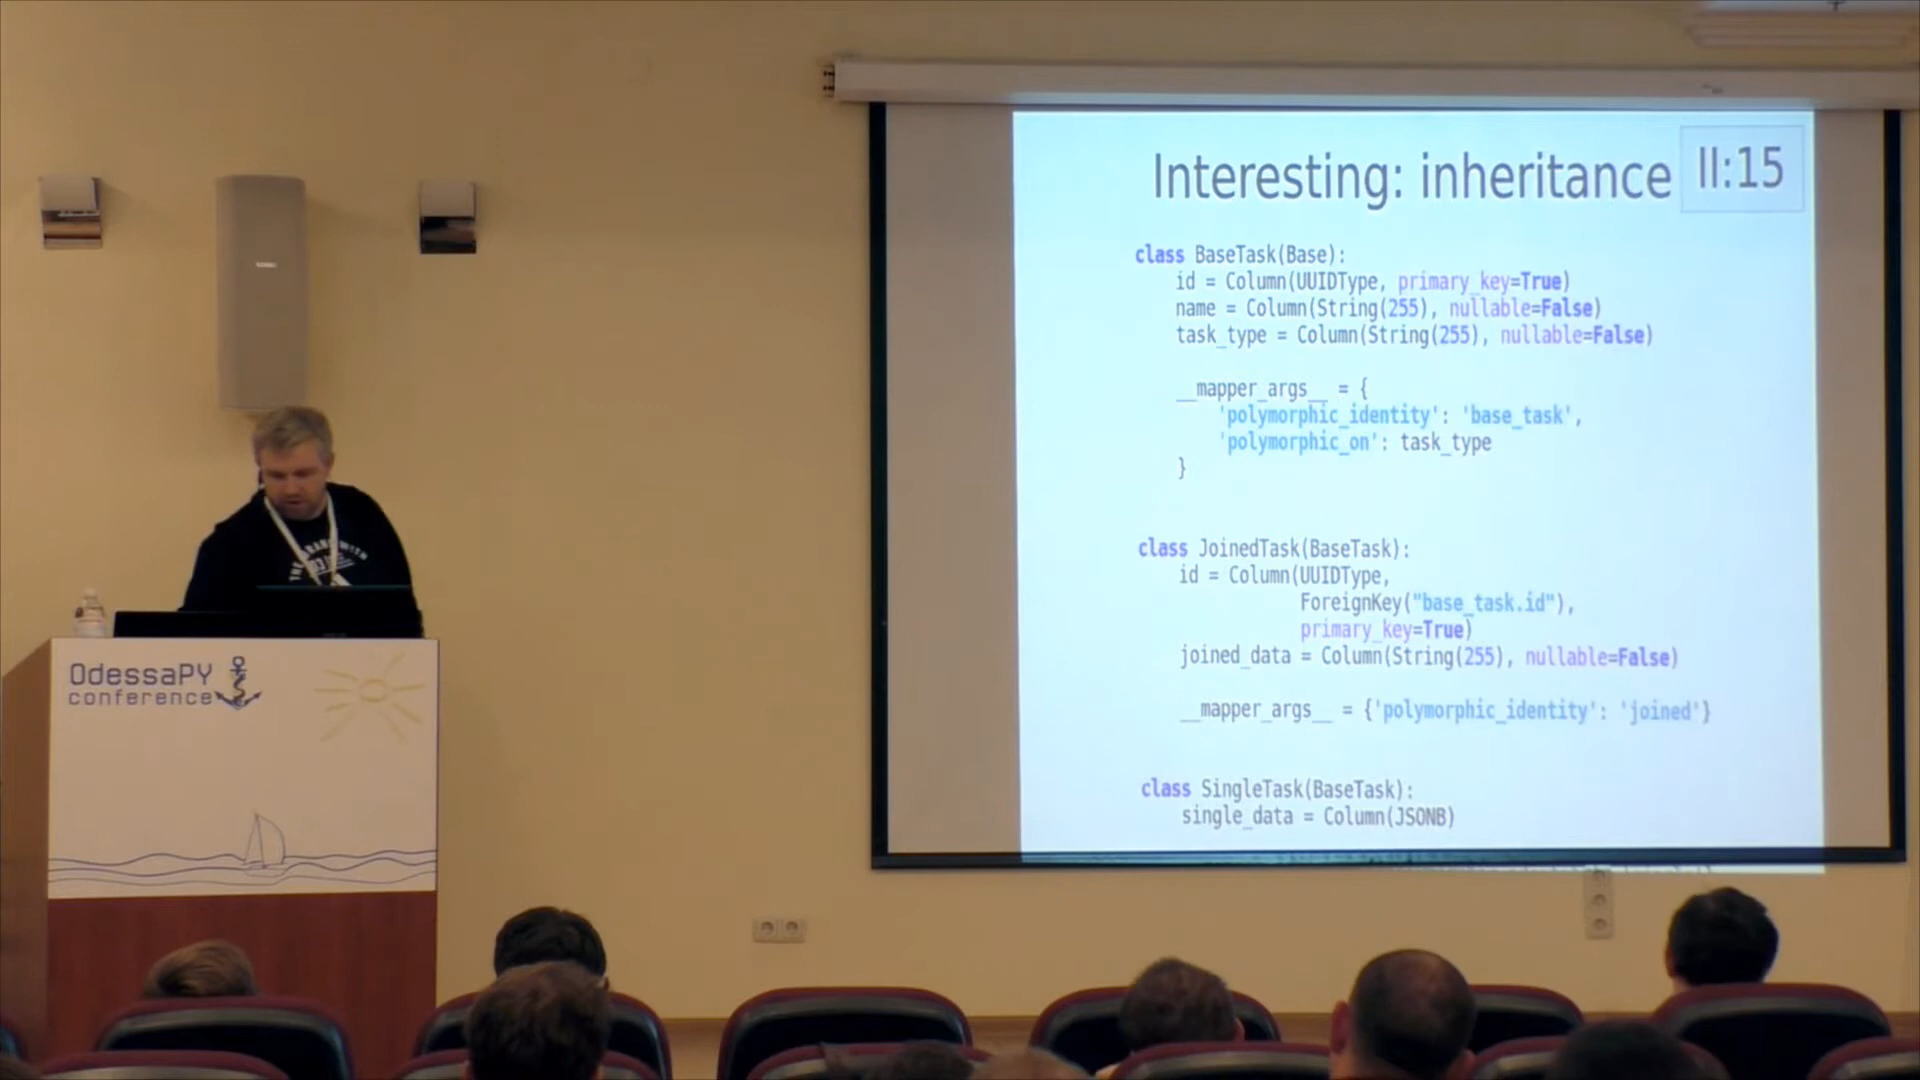 Interesting: inheritance
II:15
class BaseTask(Base):
id = Column(UUIDType, primary_key=True)
name = Column(String(255), nullable=False)
task_type = Column(String(255), nullable=False)
__mapper_args__ = {
'polymorphic_identity': 'base_task',
'polymorphic_on': task_type
}
class JoinedTask(BaseTask):
id = Column(UUIDType,
ForeignKey("base_task.id"),
primary_key=True)
joined_data = Column(String(255), nullable=False)
__mapper_args__ = {'polymorphic_identity': 'joined'}
class SingleTask(BaseTask):
single_data = Column(JSONB)
OdessaPY
conference